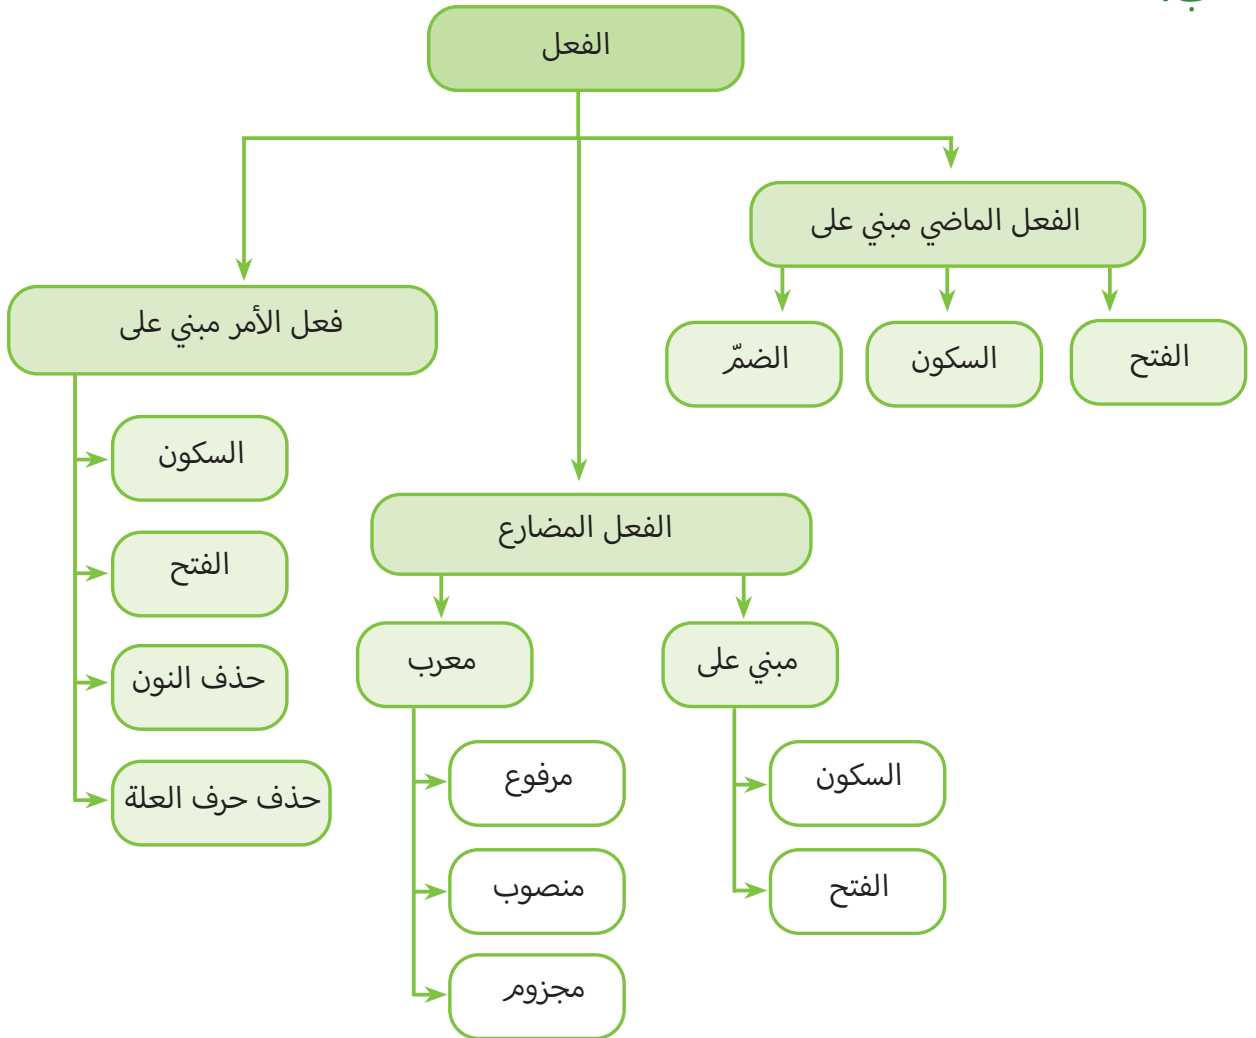 الفعل
الفعل الماضي مبني على
الفتح
السكون
الضمّ
الفعل المضارع
مبني على
السكون
الفتح
معرب
مرفوع
منصوب
مجزوم
فعل الأمر مبني على
السكون
الفتح
حذف النون
حذف حرف العلة